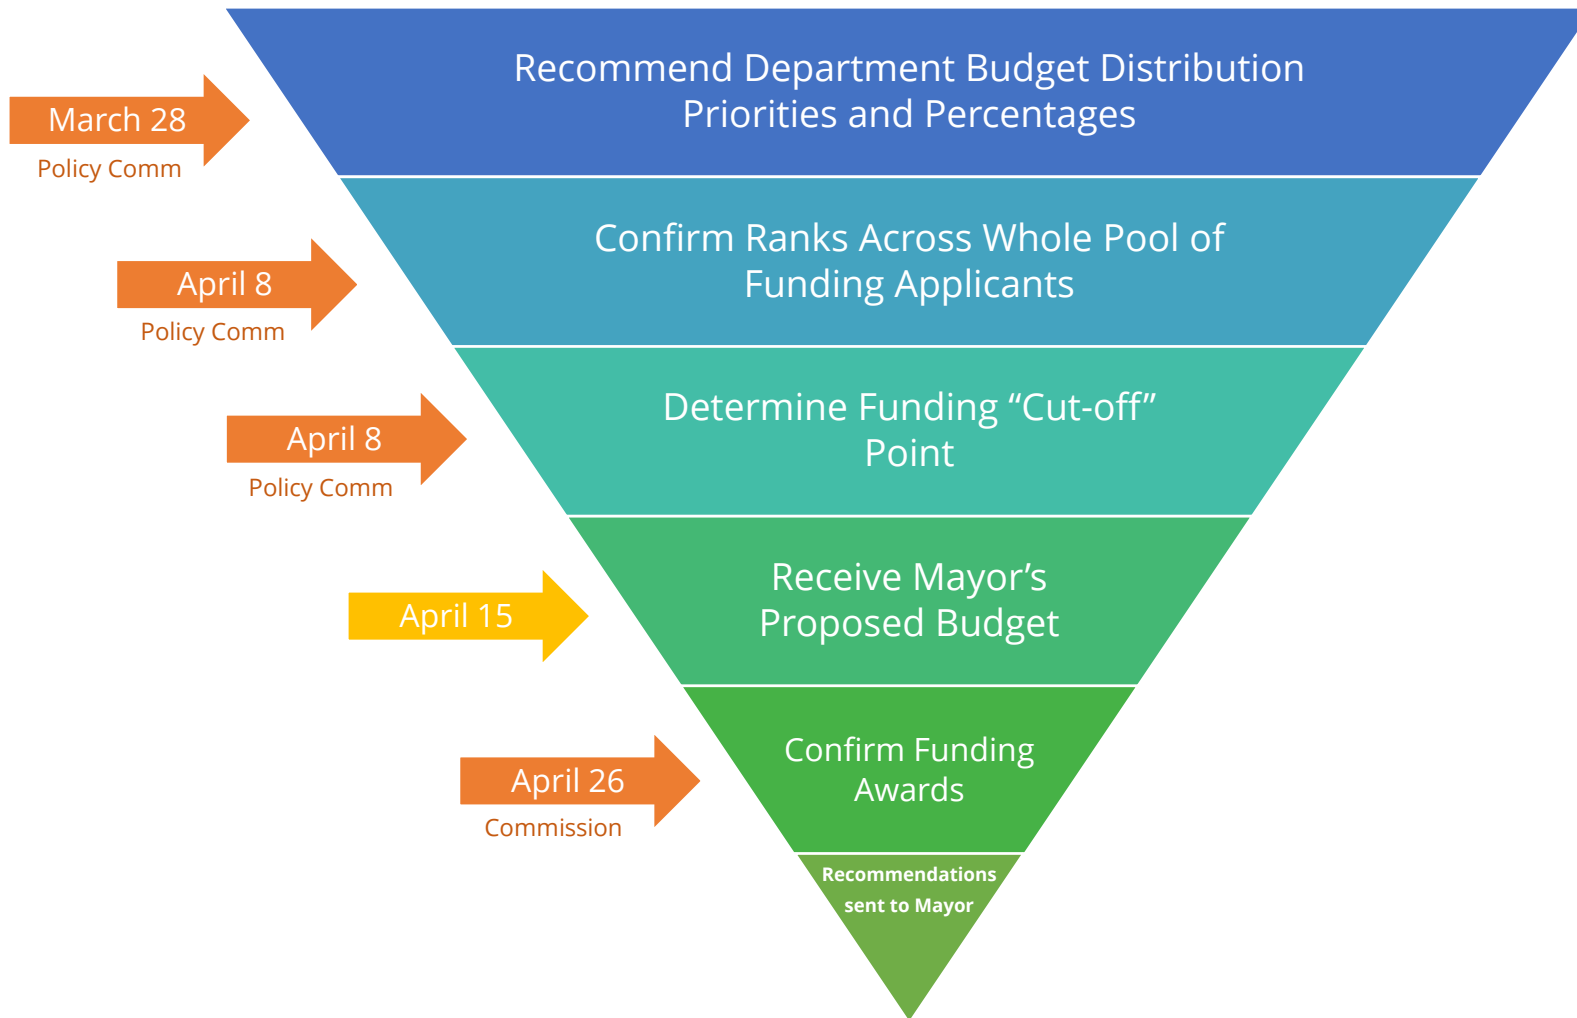 Recommend Department Budget Distribution
Priorities and Percentages
March 28
Policy Comm
Confirm Ranks Across Whole Pool of
Funding Applicants
April 8
Policy Comm
Determine Funding “Cut-off”
Point
April 8
Policy Comm
Receive Mayor’s
Proposed Budget
April 15
Confirm Funding
Awards
April 26
Commission
Recommendations
sent to Mayor